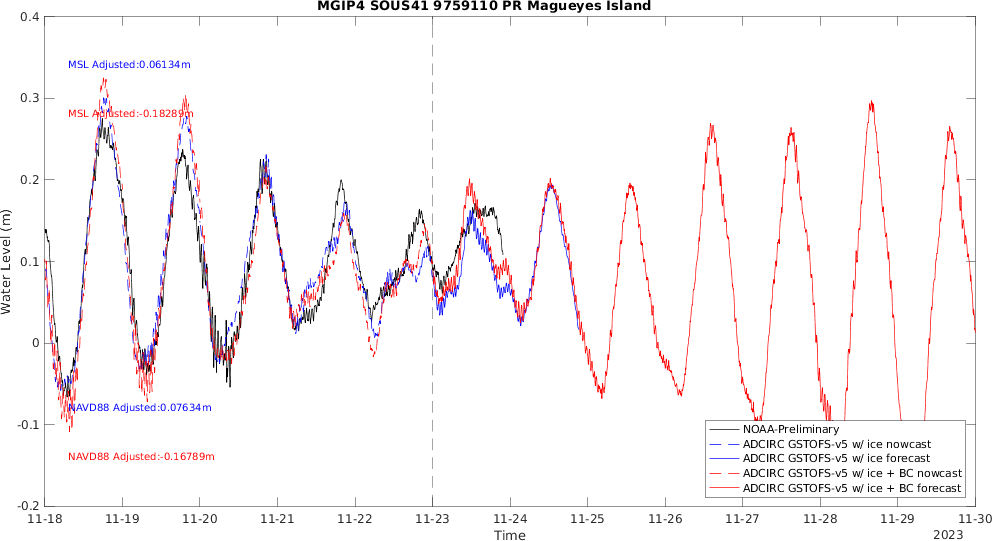 MGIP4 SOUS41 9759110 PR Magueyes Island
0.4
0.3
0.2
0.1
0
-0.1
-0.2
Water Level (m)
MSL Adjusted:0.06134m
MSL Adjusted:-0.18289m
NAVD88 Adjusted:0.07634m
NAVD88 Adjusted:-0.16789m
NOAA-Preliminary
ADCIRC GSTOFS-v5 w/ ice nowcast
ADCIRC GSTOFS-v5 w/ ice forecast
ADCIRC GSTOFS-v5 w/ ice + BC nowcast
ADCIRC GSTOFS-v5 w/ ice + BC forecast
11-18 11-19 11-20 11-21 11-22 11-23 11-24 11-25 11-26 11-27 11-28 11-29 11-30
Time
2023